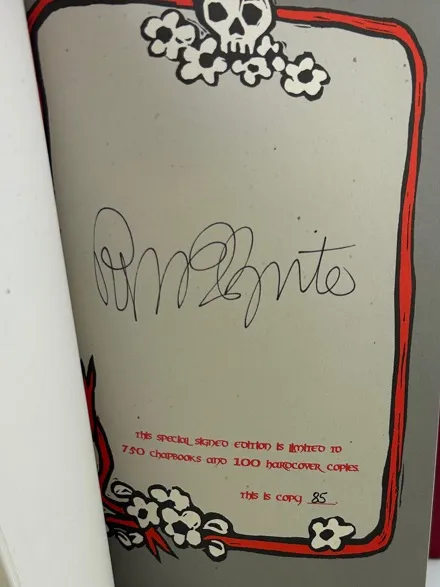 This special signed edition is limited to
750 chapbooks and 100 hardcover copies.
This is copy 85.